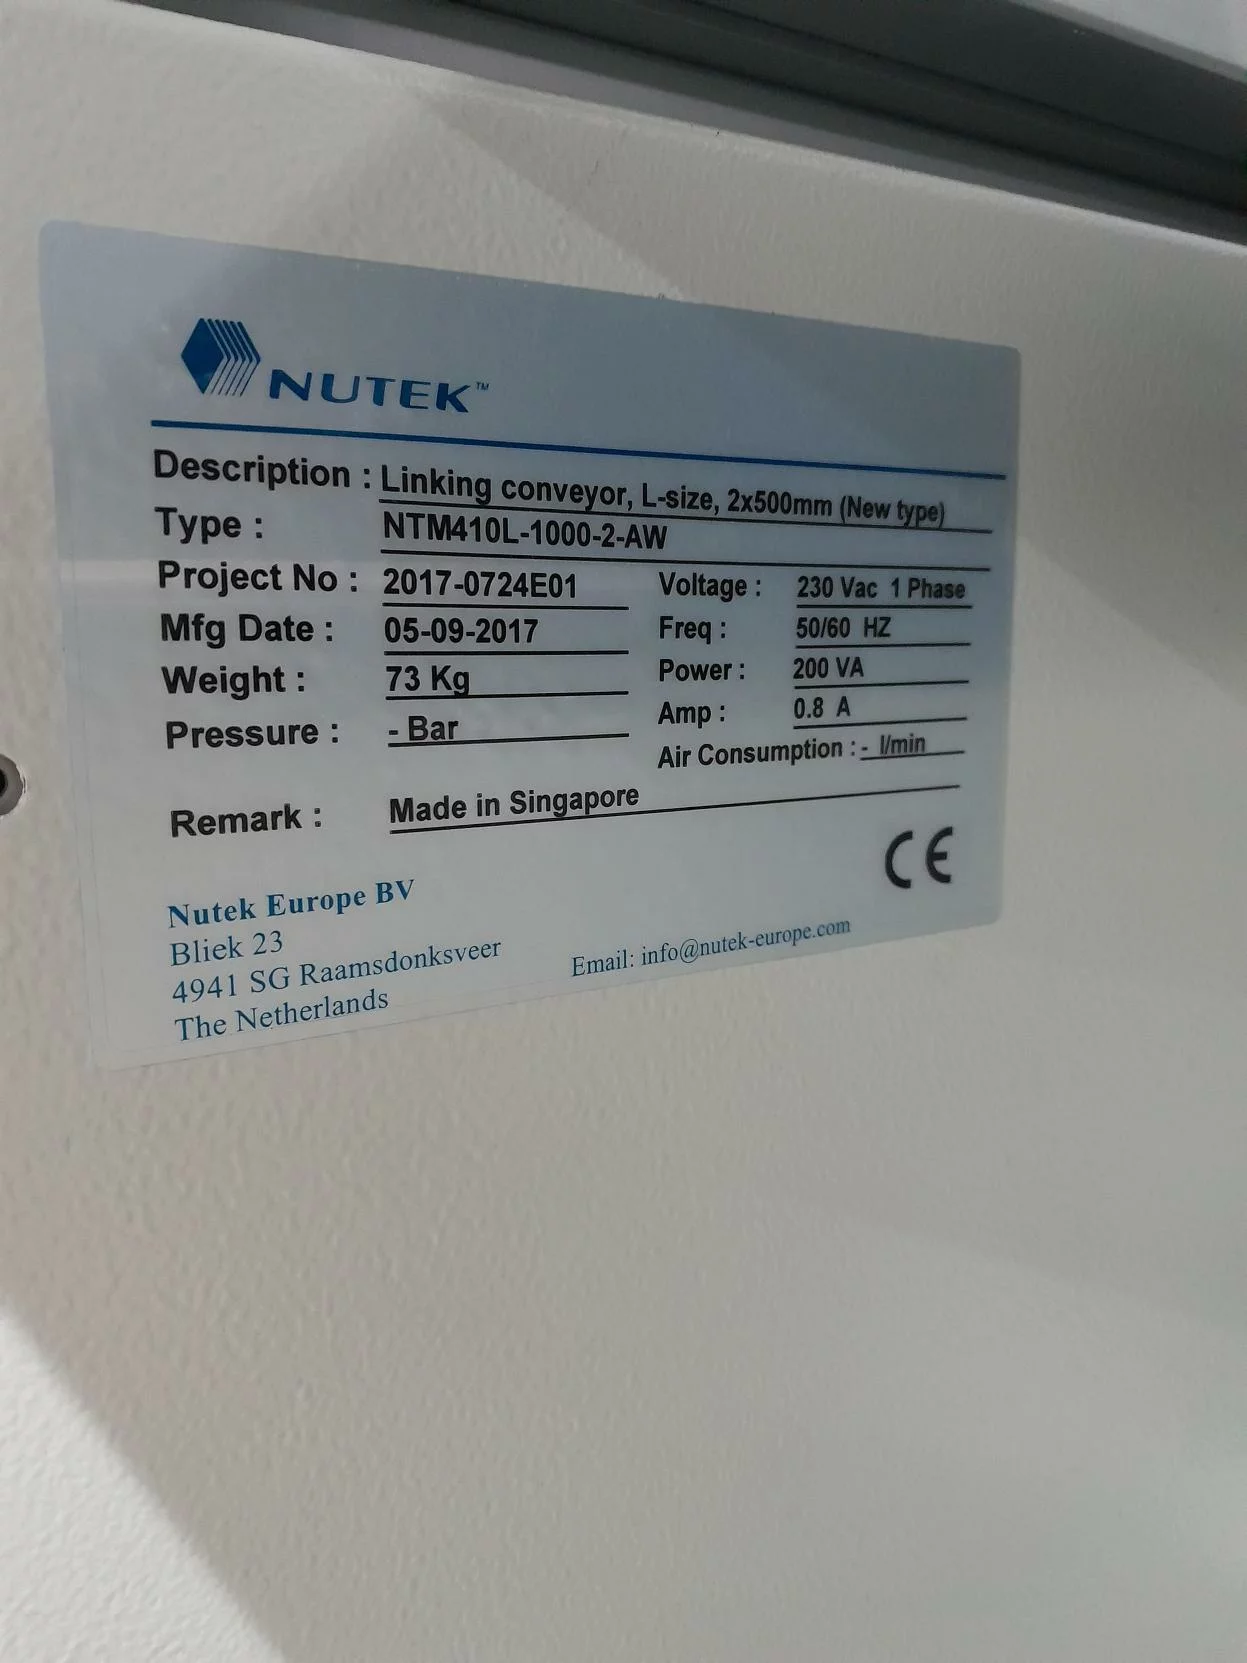 NUTEK™
Description : Linking conveyor, L-size, 2x500mm (New type)
Type : NTM410L-1000-2-AW
Project No : 2017-0724E01 Voltage : 230 Vac 1 Phase
Mfg Date : 05-09-2017 Freq : 50/60 HZ
Weight : 73 Kg Power : 200 VA
Pressure : - Bar Amp : 0.8 A
Air Consumption : - l/min
Remark : Made in Singapore
CE
Nutek Europe BV
Bliek 23
4941 SG Raamsdonksveer Email: info@nutek-europe.com
The Netherlands